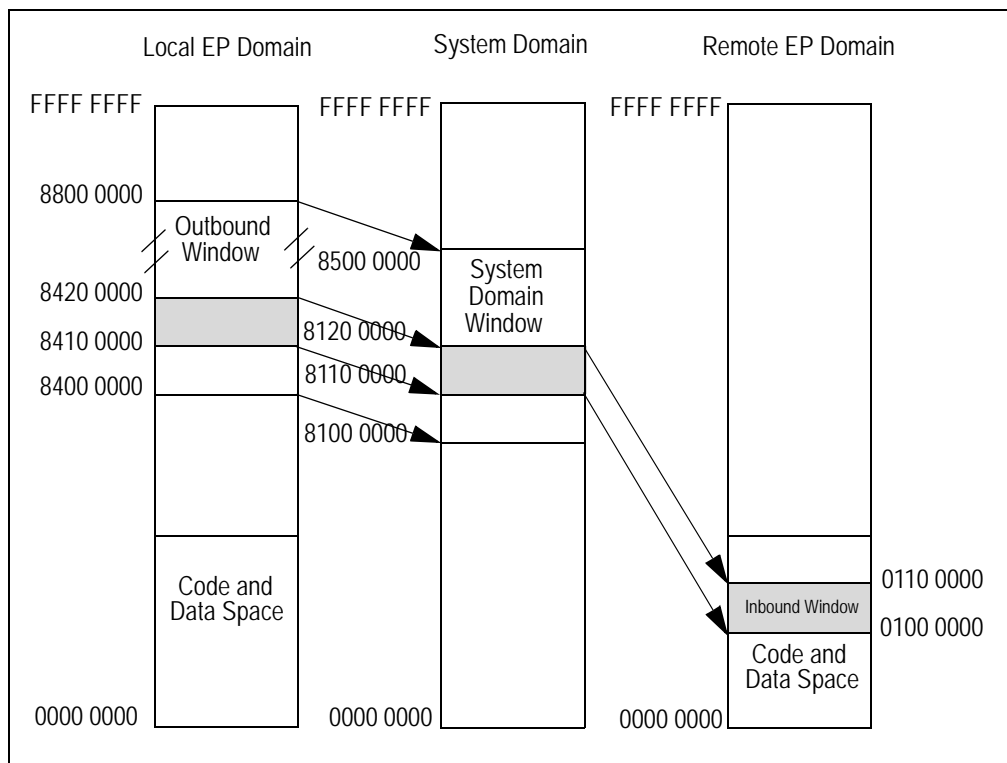 Local EP Domain
System Domain
Remote EP Domain
FFFF FFFF
FFFF FFFF
FFFF FFFF
8800 0000
Outbound
Window
8500 0000
System
Domain
Window
8420 0000
8120 0000
8410 0000
8110 0000
8400 0000
8100 0000
Code and
Data Space
0110 0000
Inbound Window
0100 0000
Code and
Data Space
0000 0000
0000 0000
0000 0000